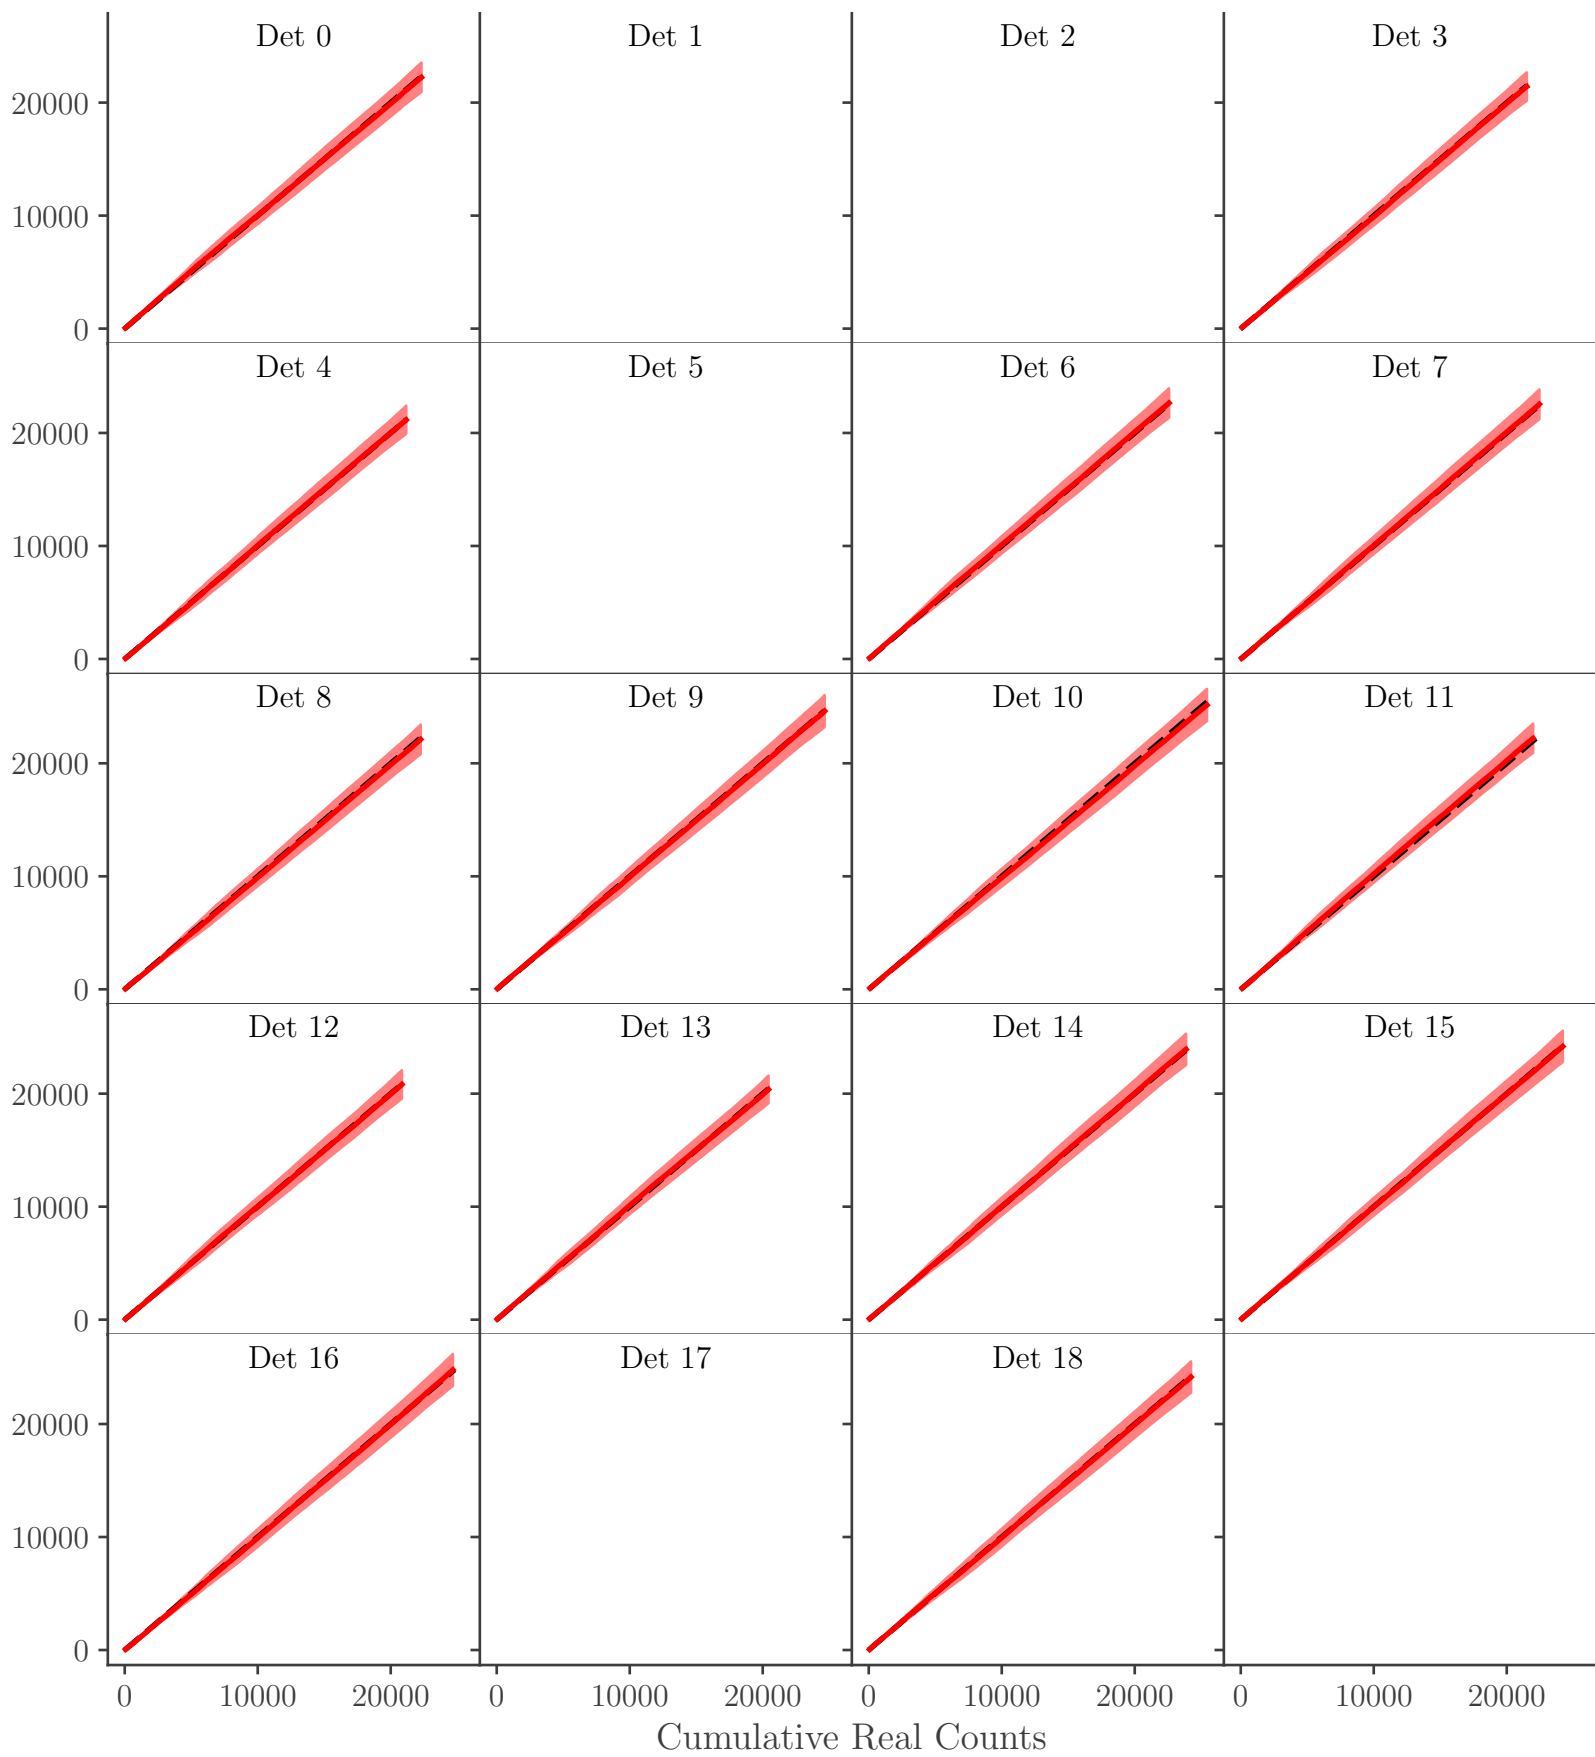 Det 0 Det 1 Det 2 Det 3
20000
10000
0
Det 4 Det 5 Det 6 Det 7
20000
10000
0
Det 8 Det 9 Det 10 Det 11
20000
10000
0
Det 12 Det 13 Det 14 Det 15
20000
10000
0
Det 16 Det 17 Det 18
20000
10000
0
0 10000 20000 0 10000 20000 0 10000 20000 0 10000 20000
Cumulative Real Counts